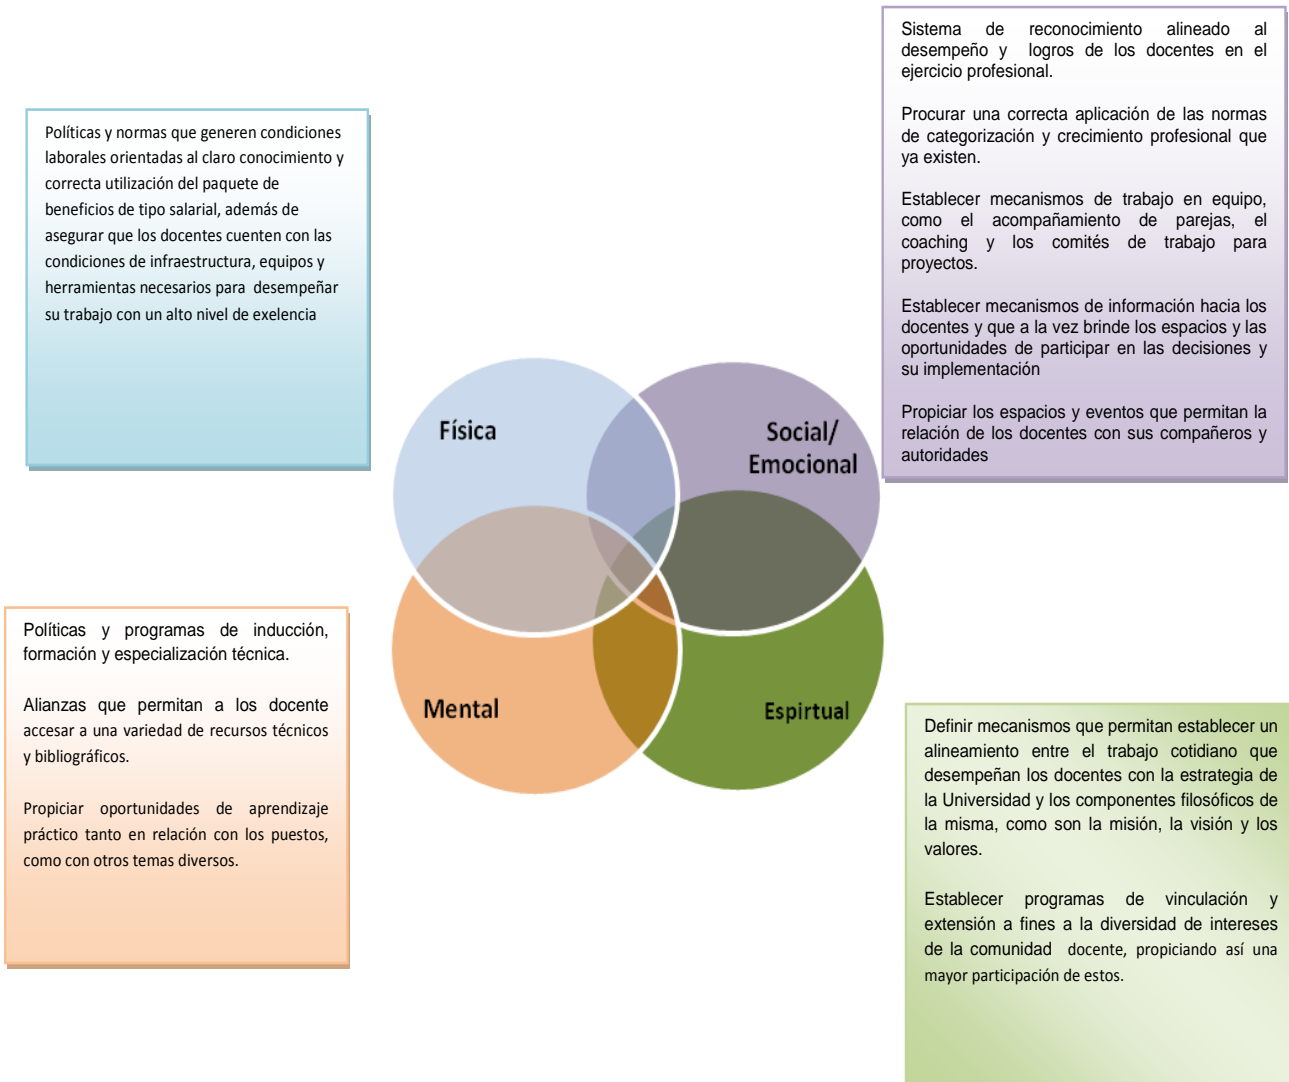 Políticas y normas que generen condiciones
laborales orientadas al claro conocimiento y
correcta utilización del paquete de
beneficios de tipo salarial, además de
asegurar que los docentes cuenten con las
condiciones de infraestructura, equipos y
herramientas necesarios para desempeñar
su trabajo con un alto nivel de exelencia
Sistema de reconocimiento alineado al
desempeño y logros de los docentes en el
ejercicio profesional.
Procurar una correcta aplicación de las normas
de categorización y crecimiento profesional que
ya existen.
Establecer mecanismos de trabajo en equipo,
como el acompañamiento de parejas, el
coaching y los comités de trabajo para
proyectos.
Establecer mecanismos de información hacia los
docentes y que a la vez brinde los espacios y las
oportunidades de participar en las decisiones y
su implementación
Propiciar los espacios y eventos que permitan la
relación de los docentes con sus compañeros y
autoridades
Física
Social/
Emocional
Mental
Espirtual
Políticas y programas de inducción,
formación y especialización técnica.
Alianzas que permitan a los docente
accesar a una variedad de recursos técnicos
y bibliográficos.
Propiciar oportunidades de aprendizaje
práctico tanto en relación con los puestos,
como con otros temas diversos.
Definir mecanismos que permitan establecer un
alineamiento entre el trabajo cotidiano que
desempeñan los docentes con la estrategia de
la Universidad y los componentes filosóficos de
la misma, como son la misión, la visión y los
valores.
Establecer programas de vinculación y
extensión a fines a la diversidad de intereses
de la comunidad docente, propiciando así una
mayor participación de estos.